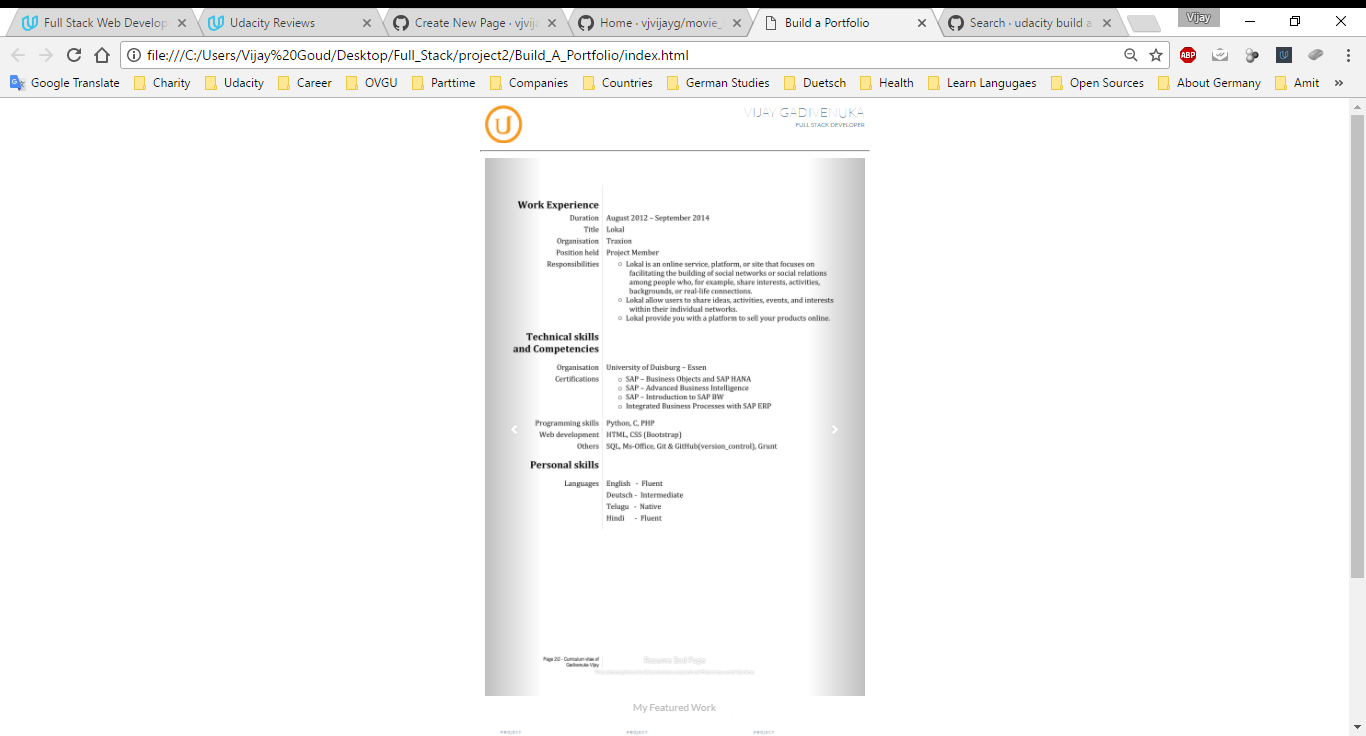 Full Stack Web Develop
Udacity Reviews
Create New Page · vjvij
Home · vjvijayg/movie_
Build a Portfolio
Search · udacity build a
Vijay
file:///C:/Users/Vijay%20Goud/Desktop/Full_Stack/project2/Build_A_Portfolio/index.html
ABP
Google Translate
Charity
Udacity
Career
OVGU
Parttime
Companies
Countries
German Studies
Duetsch
Health
Learn Langugaes
Open Sources
About Germany
Amit
»
U
VIJAY GADIVENUKA
FULL STACK DEVELOPER
Work Experience
Duration August 2012 – September 2014
Title Lokal
Organisation Traxion
Position held Project Member
Responsibilities ○ Lokal is an online service, platform, or site that focuses on
facilitating the building of social networks or social relations
among people who, for example, share interests, activities,
backgrounds, or real-life connections.
○ Lokal allow users to share ideas, activities, events, and interests
within their individual networks.
○ Lokal provide you with a platform to sell your products online.
Technical skills
and Competencies
Organisation University of Duisburg – Essen
Certifications ○ SAP – Business Objects and SAP HANA
○ SAP – Advanced Business Intelligence
○ SAP – Introduction to SAP BW
○ Integrated Business Processes with SAP ERP
Programming skills Python, C, PHP
Web development HTML, CSS (Bootstrap)
Others SQL, Ms-Office, Git & GitHub(version_control), Grunt
Personal skills
Languages English - Fluent
Deutsch - Intermediate
Telugu - Native
Hindi - Fluent
Page 2/2 - Curriculum vitae of
Gadivenuka Vijay
Resume 2nd Page
My Featured Work
PROJECT
PROJECT
PROJECT